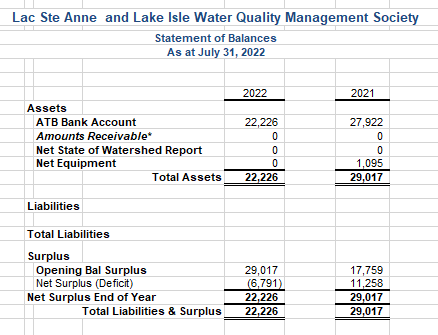 Lac Ste Anne and Lake Isle Water Quality Management Society
Statement of Balances
As at July 31, 2022
2022 2021
Assets
ATB Bank Account 22,226 27,922
Amounts Receivable* 0 0
Net State of Watershed Report 0 0
Net Equipment 0 1,095
Total Assets 22,226 29,017
Liabilities
Total Liabilities
Surplus
Opening Bal Surplus 29,017 17,759
Net Surplus (Deficit) (6,791) 11,258
Net Surplus End of Year 22,226 29,017
Total Liabilities & Surplus 22,226 29,017